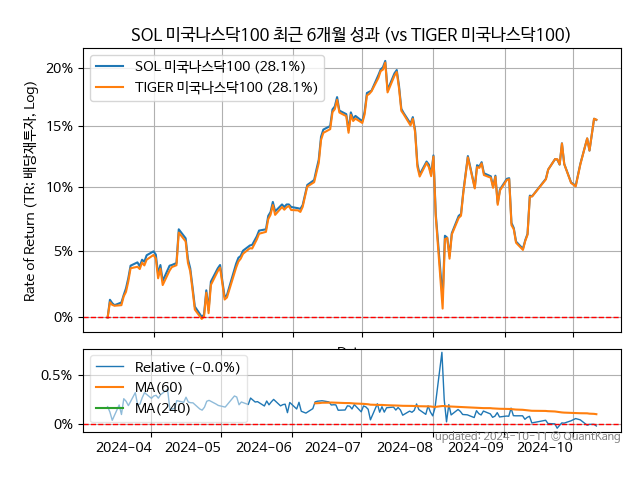 SOL 미국나스닥100 최근 6개월 성과 (vs TIGER 미국나스닥100)
Rate of Return (TR: 배당재투자, Log)
20%
15%
10%
5%
0%
SOL 미국나스닥100 (28.1%)
TIGER 미국나스닥100 (28.1%)
0.5%
0%
Relative (−0.0%)
MA(60)
MA(240)
updated: 2024-10-11 © QuantKang
2024-04 2024-05 2024-06 2024-07 2024-08 2024-09 2024-10